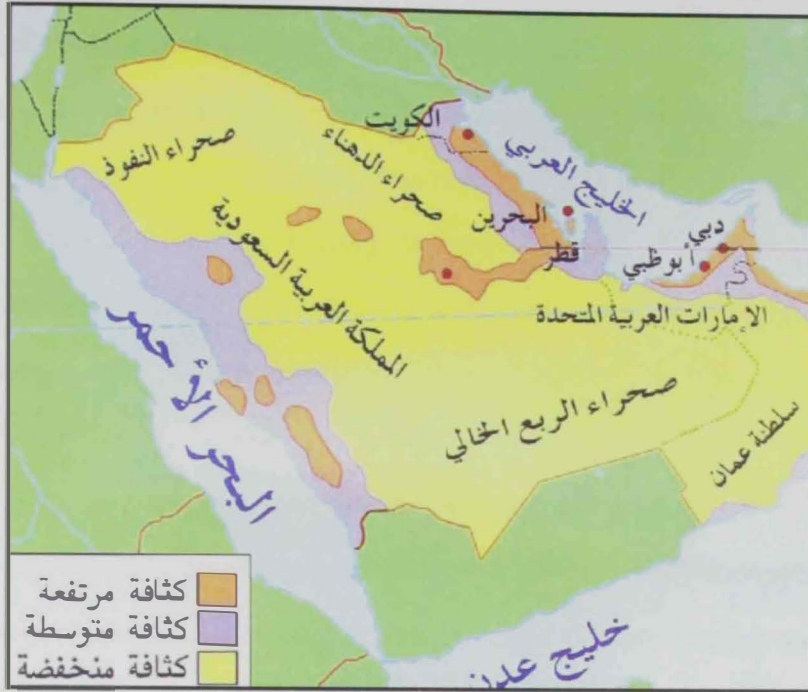 الكويت
صحراء النفوذ
صحراء الدهناء
الخليج العربي
البحرين
المملكة العربية السعودية
قطر
دبي
أبوظبي
الإمارات العربية المتحدة
البحر الأحمر
صحراء الربع الخالي
سلطنة عمان
خليج عدن
كثافة مرتفعة
كثافة متوسطة
كثافة منخفضة